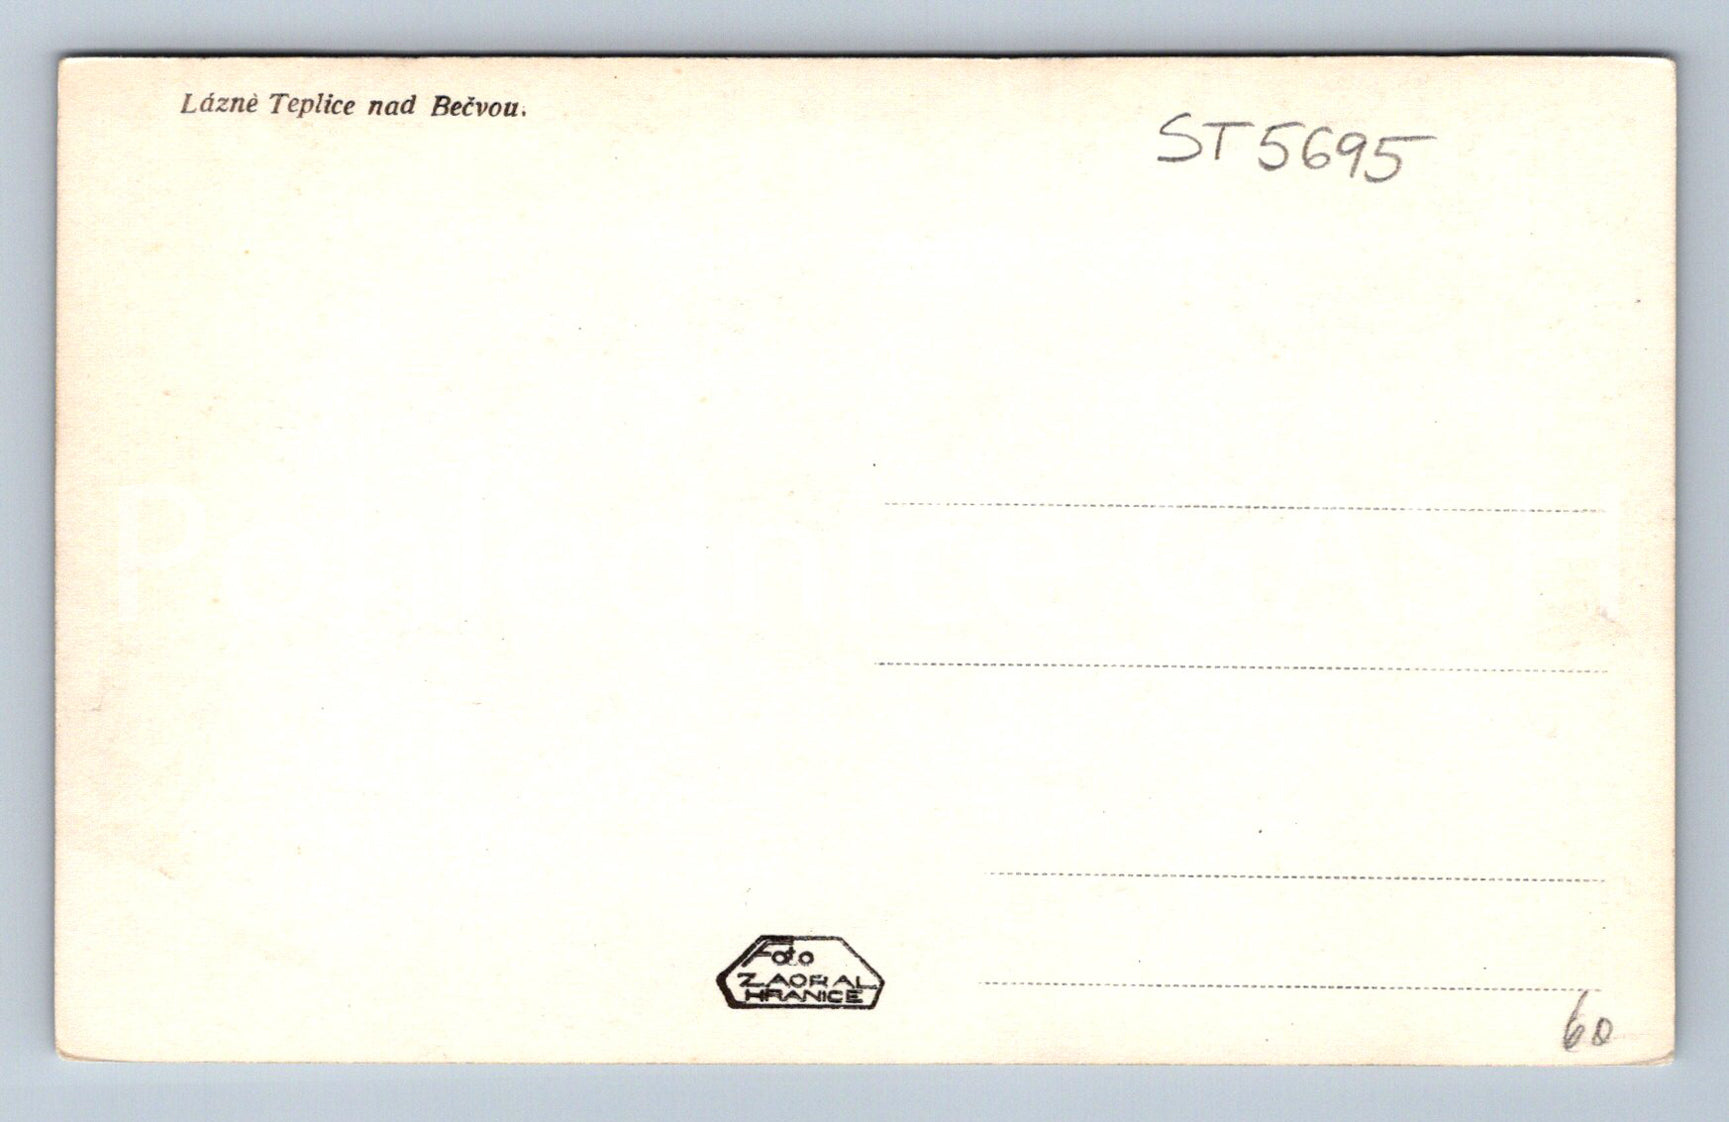 Lázně Teplice nad Bečvou.
ST5695
Foto
ZAORAL
HRANICE
60